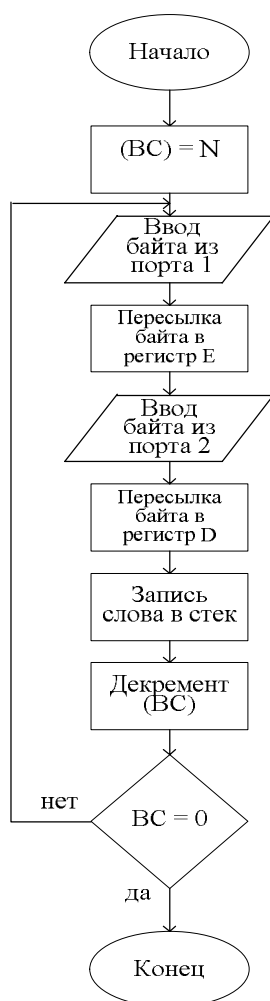 Начало
(BC) = N
Ввод
байта из
порта 1
Пересылка
байта в
регистр E
Ввод
байта из
порта 2
Пересылка
байта в
регистр D
Запись
слова в стек
Декремент
(BC)
нет
BC = 0
да
Конец